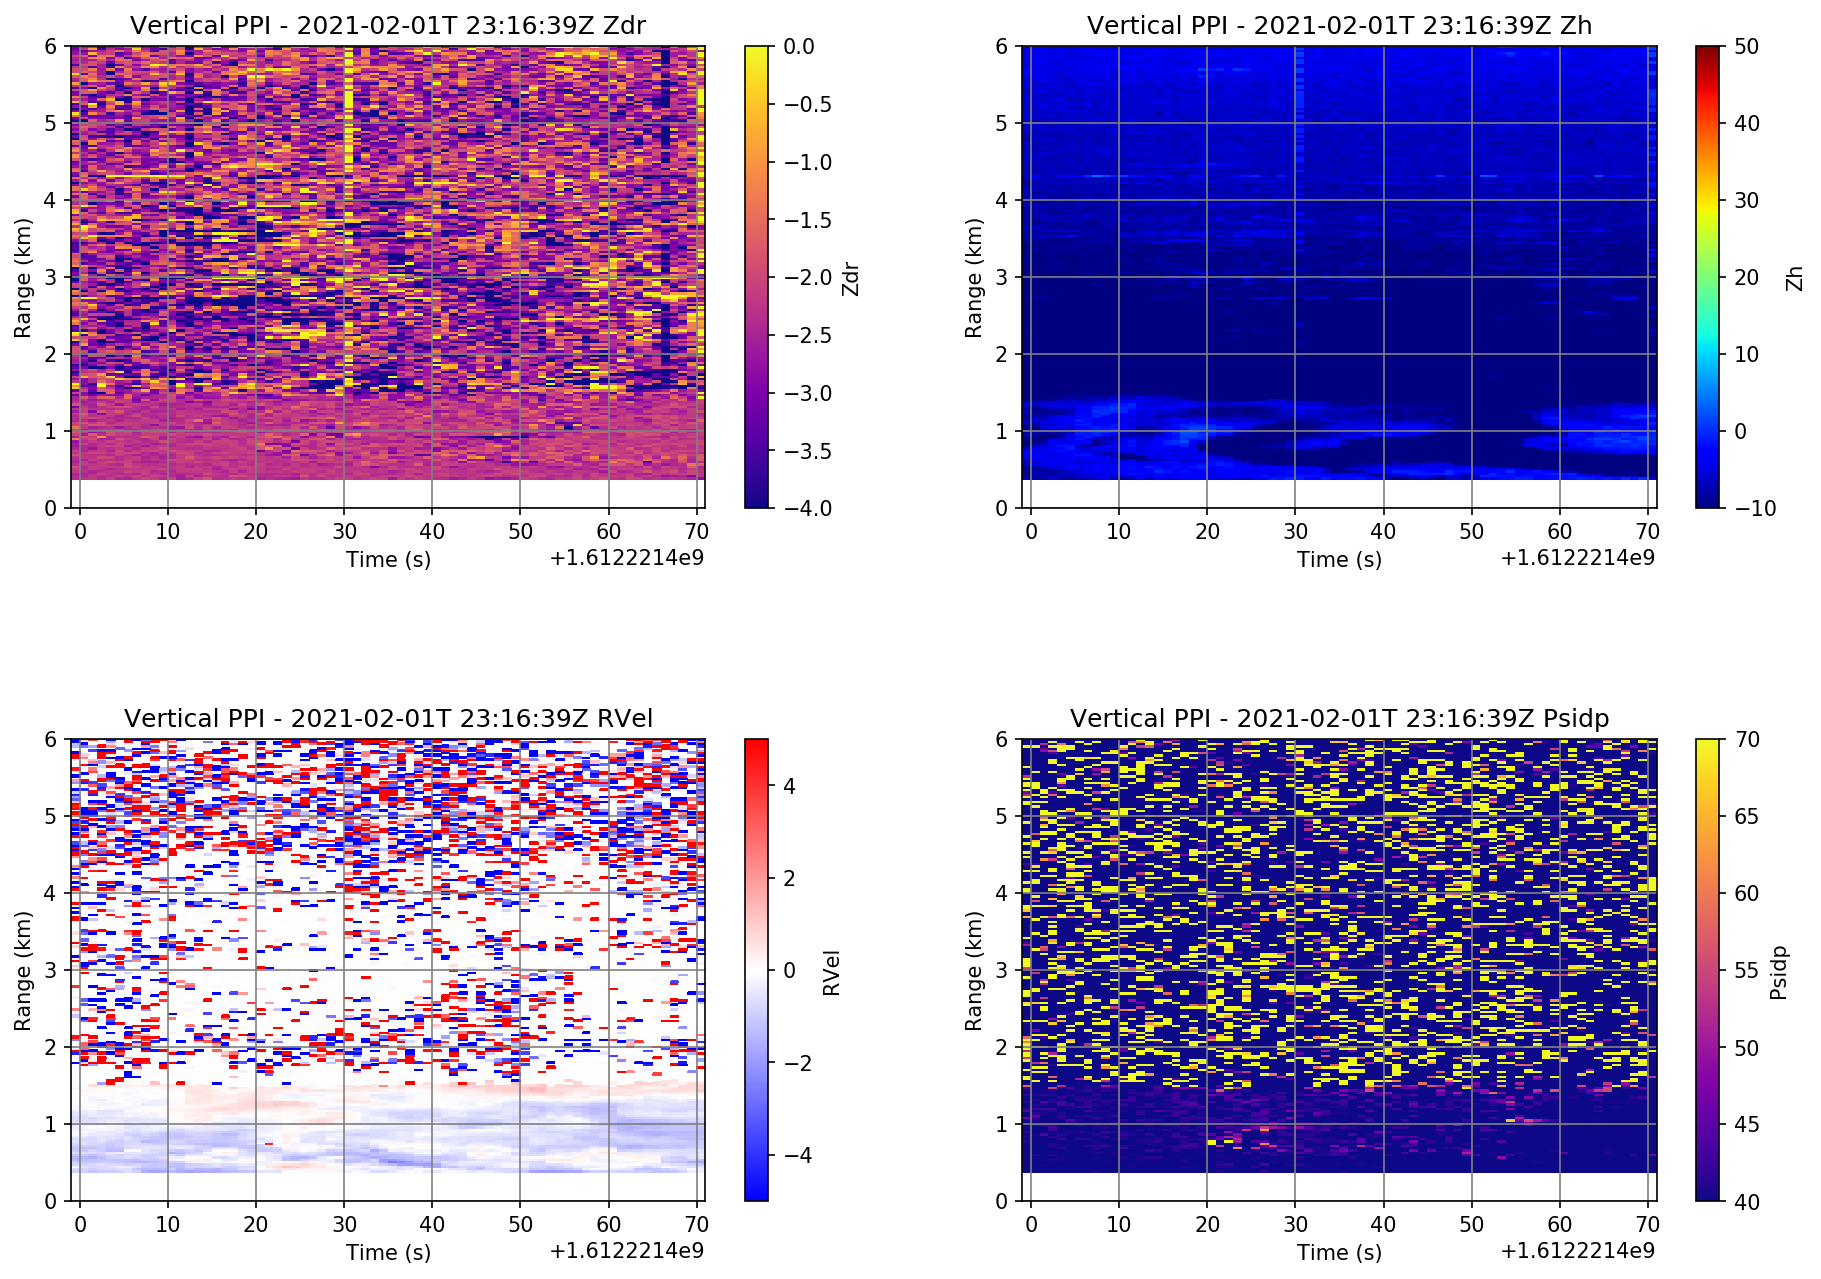 Vertical PPI - 2021-02-01T 23:16:39Z Zdr
6
5
4
3
2
1
0
Range (km)
0 10 20 30 40 50 60 70
Time (s)
+1.6122214e9
0.0
−0.5
−1.0
−1.5
−2.0
−2.5
−3.0
−3.5
−4.0
Zdr
Vertical PPI - 2021-02-01T 23:16:39Z Zh
6
5
4
3
2
1
0
Range (km)
0 10 20 30 40 50 60 70
Time (s)
+1.6122214e9
50
40
30
20
10
0
−10
Zh
Vertical PPI - 2021-02-01T 23:16:39Z RVel
6
5
4
3
2
1
0
Range (km)
0 10 20 30 40 50 60 70
Time (s)
+1.6122214e9
4
2
0
−2
−4
RVel
Vertical PPI - 2021-02-01T 23:16:39Z Psidp
6
5
4
3
2
1
0
Range (km)
0 10 20 30 40 50 60 70
Time (s)
+1.6122214e9
70
65
60
55
50
45
40
Psidp